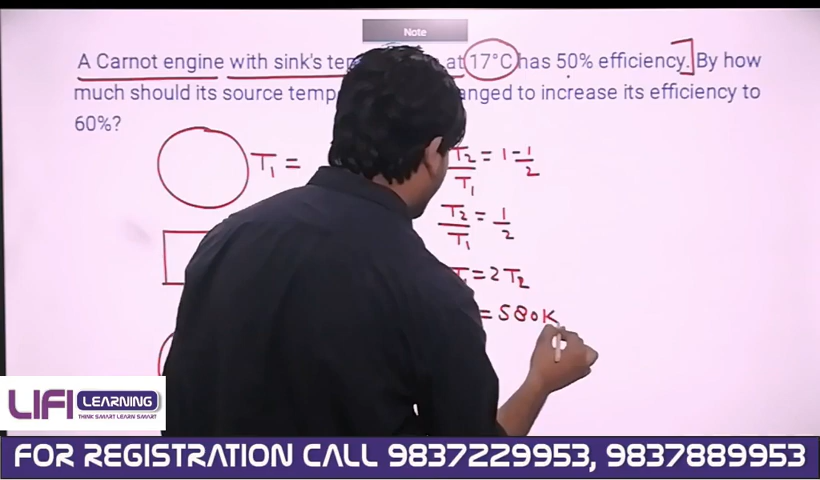 Note
A Carnot engine with sink's at 17°C has 50% efficiency. By how
much should its source anged to increase its efficiency to
60%?
T₁ =
T₂/T₁ = 1 - 1/2
T₂/T₁ = 1/2
= 2T₂
= 580K
LIFI LEARNING
THINK SMART LEARN SMART
FOR REGISTRATION CALL 9837229953, 9837889953